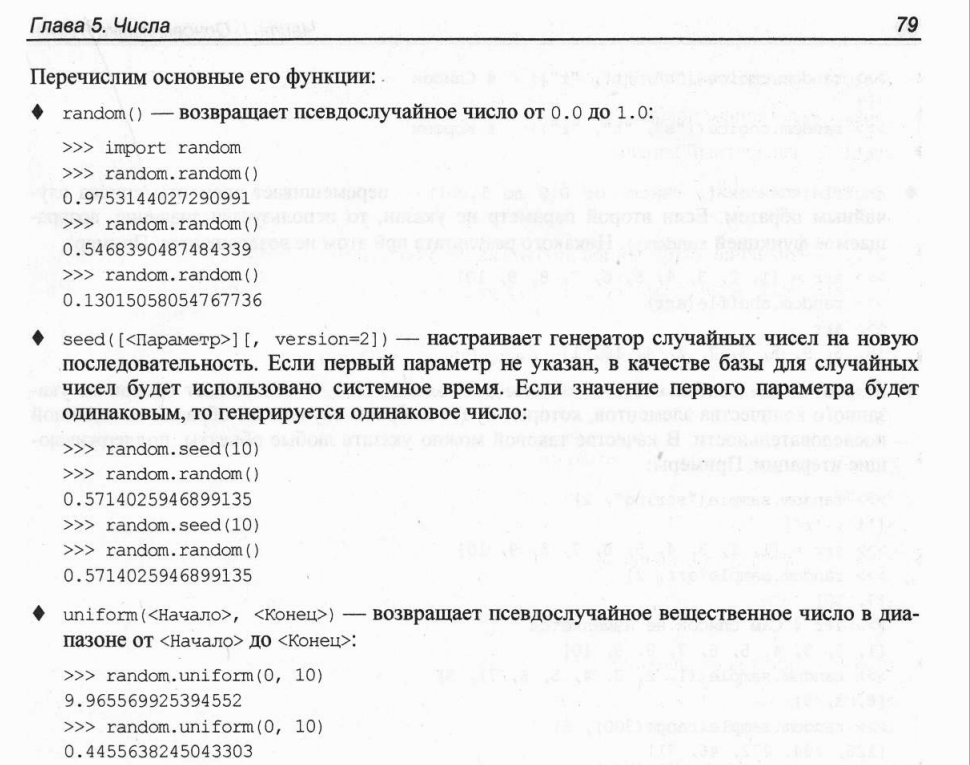 Глава 5. Числа 79
Перечислим основные его функции:
♦ random() — возвращает псевдослучайное число от 0.0 до 1.0:
>>> import random
>>> random.random()
0.9753144027290991
>>> random.random()
0.5468390487484339
>>> random.random()
0.13015058054767736
♦ seed([<Параметр>][, version=2]) — настраивает генератор случайных чисел на новую
последовательность. Если первый параметр не указан, в качестве базы для случайных
чисел будет использовано системное время. Если значение первого параметра будет
одинаковым, то генерируется одинаковое число:
>>> random.seed(10)
>>> random.random()
0.5714025946899135
>>> random.seed(10)
>>> random.random()
0.5714025946899135
♦ uniform(<Начало>, <Конец>) — возвращает псевдослучайное вещественное число в диа-
пазоне от <Начало> до <Конец>:
>>> random.uniform(0, 10)
9.965569925394552
>>> random.uniform(0, 10)
0.4455638245043303